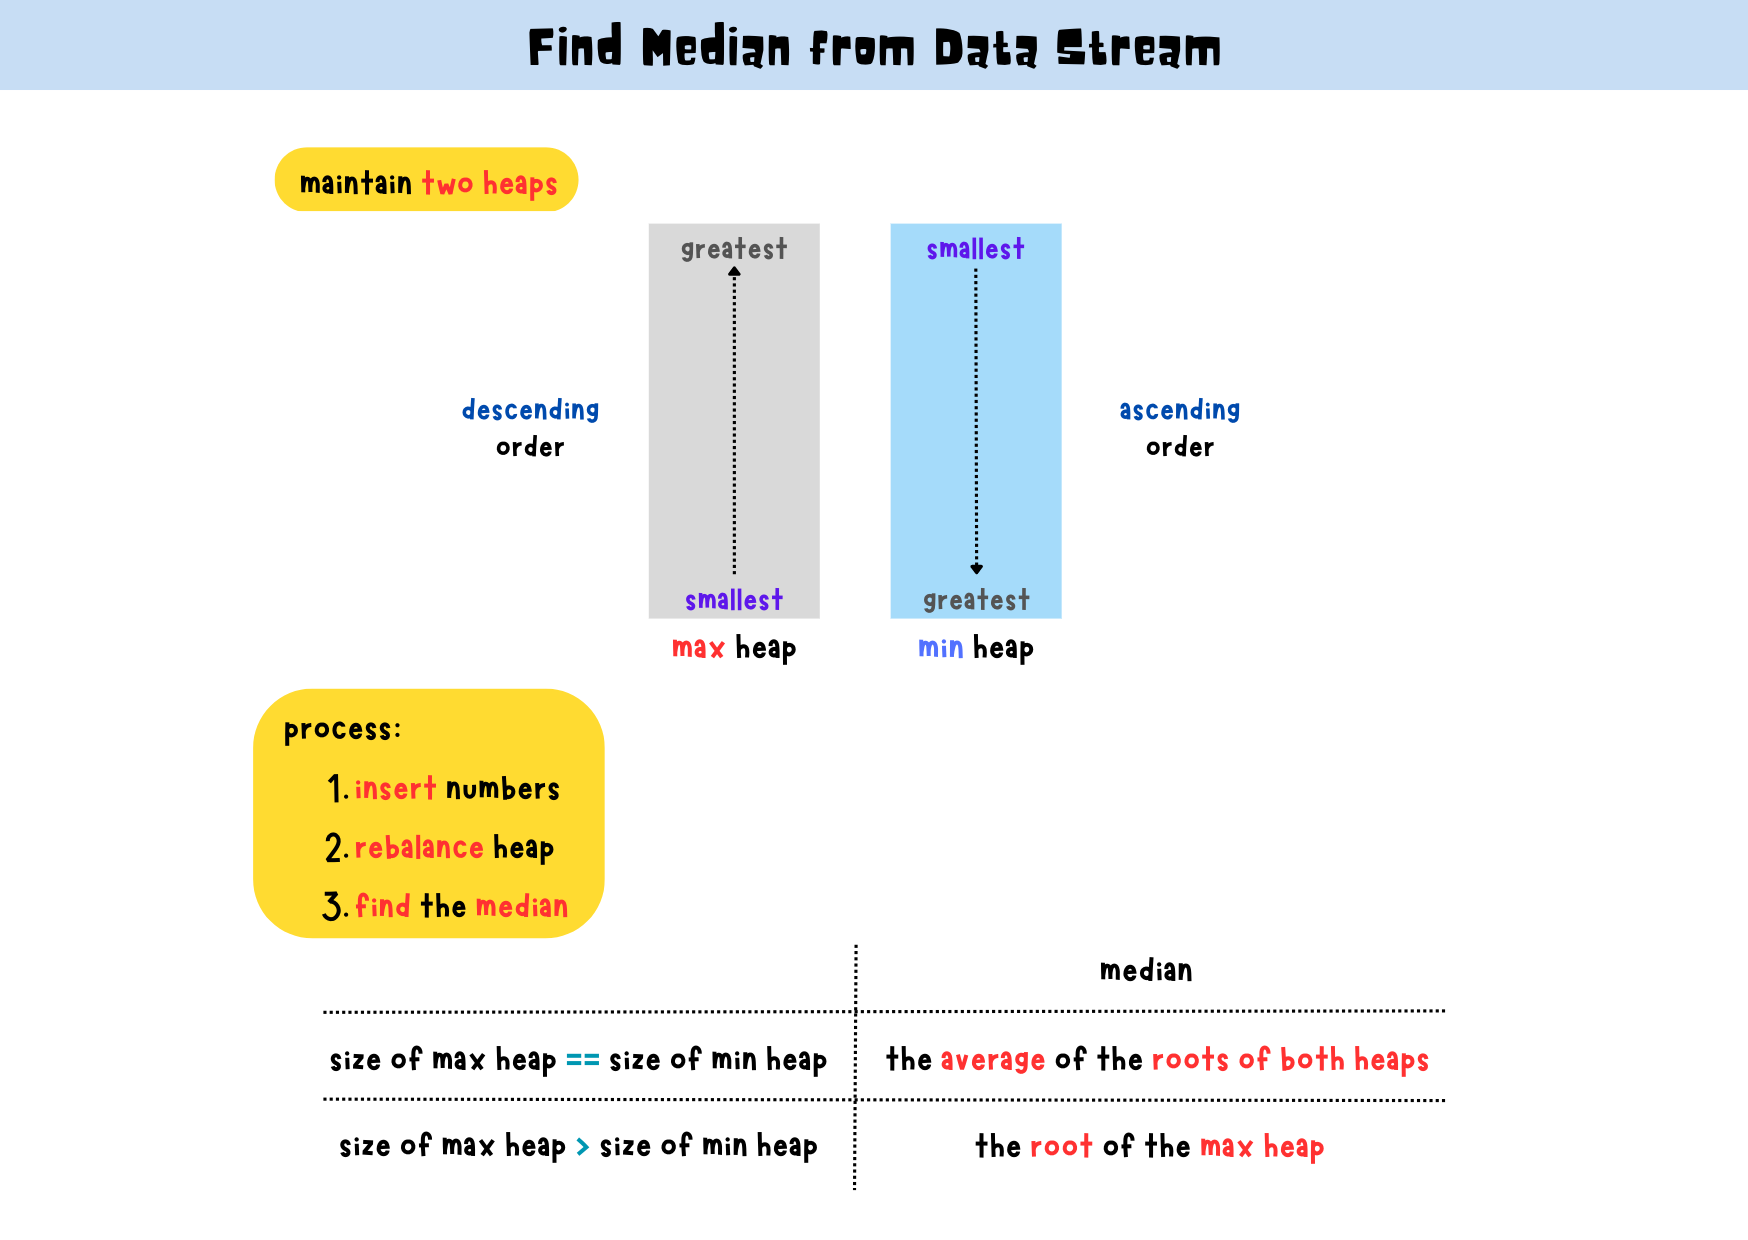 Find Median from Data Stream
maintain two heaps
greatest
smallest
descending
order
ascending
order
smallest
greatest
max heap
min heap
process:
1. insert numbers
2. rebalance heap
3. find the median
median
size of max heap == size of min heap
the average of the roots of both heaps
size of max heap > size of min heap
the root of the max heap